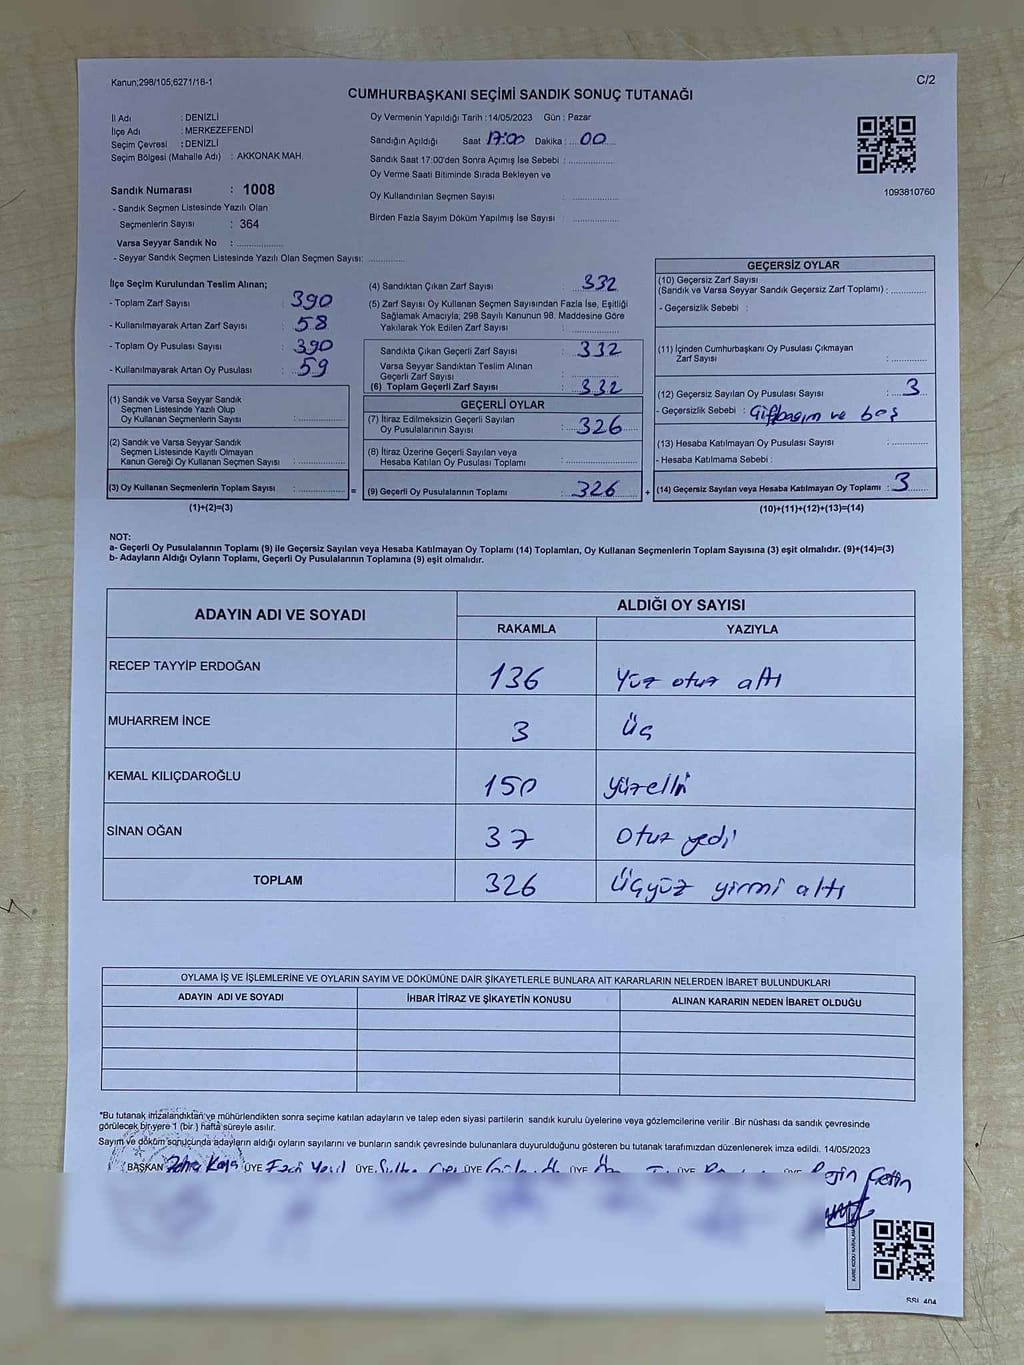 Kanun;298/105;6271/18-1
C/2
CUMHURBAŞKANI SEÇİMİ SANDIK SONUÇ TUTANAĞI
İl Adı : DENİZLİ
İlçe Adı : MERKEZEFENDİ
Seçim Çevresi : DENİZLİ
Seçim Bölgesi (Mahalle Adı) : AKKONAK MAH.
Sandık Numarası : 1008
- Sandık Seçmen Listesinde Yazılı Olan
Seçmenlerin Sayısı : 364
Varsa Seyyar Sandık No : ..............
- Seyyar Sandık Seçmen Listesinde Yazılı Olan Seçmen Sayısı: ............
Oy Vermenin Yapıldığı Tarih : 14/05/2023 Gün : Pazar
Sandığın Açıldığı Saat 17:00 Dakika : 00
Sandık Saat 17:00'den Sonra Açımış İse Sebebi : ..............
Oy Verme Saati Bitiminde Sırada Bekleyen ve
Oy Kullandırılan Seçmen Sayısı : ..............
Birden Fazla Sayım Döküm Yapılmış İse Sayısı : ..............
1093810760
İlçe Seçim Kurulundan Teslim Alınan;
- Toplam Zarf Sayısı : 390
- Kullanılmayarak Artan Zarf Sayısı : 58
- Toplam Oy Pusulası Sayısı : 390
- Kullanılmayarak Artan Oy Pusulası : 59
(1) Sandık ve Varsa Seyyar Sandık
Seçmen Listesinde Yazılı Olup
Oy Kullanan Seçmenlerin Sayısı : ..............
(2) Sandık ve Varsa Seyyar Sandık
Seçmen Listesinde Kayıtlı Olmayan
Kanun Gereği Oy Kullanan Seçmen Sayısı : ..............
(3) Oy Kullanan Seçmenlerin Toplam Sayısı : .............. =
(1)+(2)=(3)
(4) Sandıktan Çıkan Zarf Sayısı : 332
(5) Zarf Sayısı Oy Kullanan Seçmen Sayısından Fazla İse, Eşitliği
Sağlamak Amacıyla; 298 Sayılı Kanunun 98. Maddesine Göre
Yakılarak Yok Edilen Zarf Sayısı : ..............
Sandıkta Çıkan Geçerli Zarf Sayısı : 332
Varsa Seyyar Sandıktan Teslim Alınan
Geçerli Zarf Sayısı : ..............
(6) Toplam Geçerli Zarf Sayısı : 332
GEÇERLİ OYLAR
(7) İtiraz Edilmeksizin Geçerli Sayılan
Oy Pusulalarının Sayısı : 326
(8) İtiraz Üzerine Geçerli Sayılan veya
Hesaba Katılan Oy Pusulası Toplamı : ..............
(9) Geçerli Oy Pusulalarının Toplamı : 326 +
GEÇERSİZ OYLAR
(10) Geçersiz Zarf Sayısı
(Sandık ve Varsa Seyyar Sandık Geçersiz Zarf Toplamı) : ............
- Geçersizlik Sebebi :
(11) İçinden Cumhurbaşkanı Oy Pusulası Çıkmayan
Zarf Sayısı : ............
(12) Geçersiz Sayılan Oy Pusulası Sayısı : 3
- Geçersizlik Sebebi : Çift basım ve boş
(13) Hesaba Katılmayan Oy Pusulası Sayısı : ............
- Hesaba Katılmama Sebebi :
(14) Geçersiz Sayılan veya Hesaba Katılmayan Oy Toplamı : 3
(10)+(11)+(12)+(13)=(14)
NOT:
a- Geçerli Oy Pusulalarının Toplamı (9) ile Geçersiz Sayılan veya Hesaba Katılmayan Oy Toplamı (14) Toplamları, Oy Kullanan Seçmenlerin Toplam Sayısına (3) eşit olmalıdır. (9)+(14)=(3)
b- Adayların Aldığı Oyların Toplamı, Geçerli Oy Pusulalarının Toplamına (9) eşit olmalıdır.
ADAYIN ADI VE SOYADI
ALDIĞI OY SAYISI
RAKAMLA YAZIYLA
RECEP TAYYİP ERDOĞAN 136 Yüz otuz altı
MUHARREM İNCE 3 Üç
KEMAL KILIÇDAROĞLU 150 Yüzelli
SİNAN OĞAN 37 Otuz yedi
TOPLAM 326 Üçyüz yirmi altı
OYLAMA İŞ VE İŞLEMLERİNE VE OYLARIN SAYIM VE DÖKÜMÜNE DAİR ŞİKAYETLERLE BUNLARA AİT KARARLARIN NELERDEN İBARET BULUNDUKLARI
ADAYIN ADI VE SOYADI İHBAR İTİRAZ VE ŞİKAYETİN KONUSU ALINAN KARARIN NEDEN İBARET OLDUĞU
*Bu tutanak imzalandıktan ve mühürlendikten sonra seçime katılan adayların ve talep eden siyasi partilerin sandık kurulu üyelerine veya gözlemcilerine verilir .Bir nüshası da sandık çevresinde
görülecek bir yere 1 (bir ) hafta süreyle asılır.
Sayım ve döküm sonucunda adayların aldığı oyların sayılarını ve bunların sandık çevresinde bulunanlara duyurulduğunu gösteren bu tutanak tarafımızdan düzenlenerek imza edildi. 14/05/2023
BAŞKAN ÜYE ÜYE ÜYE ÜYE ÜYE ÜYE Çetin